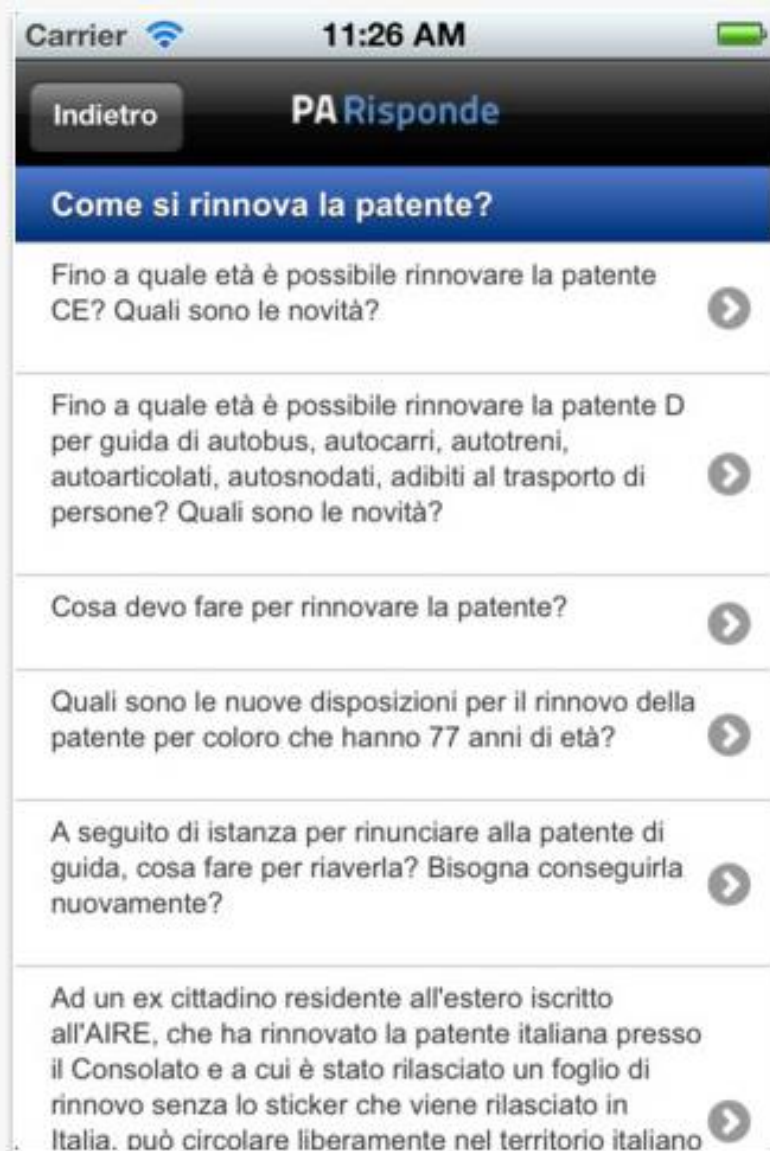 Carrier 11:26 AM
Indietro PA Risponde
Come si rinnova la patente?
Fino a quale età è possibile rinnovare la patente
CE? Quali sono le novità?
Fino a quale età è possibile rinnovare la patente D
per guida di autobus, autocarri, autotreni,
autoarticolati, autosnodati, adibiti al trasporto di
persone? Quali sono le novità?
Cosa devo fare per rinnovare la patente?
Quali sono le nuove disposizioni per il rinnovo della
patente per coloro che hanno 77 anni di età?
A seguito di istanza per rinunciare alla patente di
guida, cosa fare per riaverla? Bisogna conseguirla
nuovamente?
Ad un ex cittadino residente all'estero iscritto
all'AIRE, che ha rinnovato la patente italiana presso
il Consolato e a cui è stato rilasciato un foglio di
rinnovo senza lo sticker che viene rilasciato in
Italia, può circolare liberamente nel territorio italiano